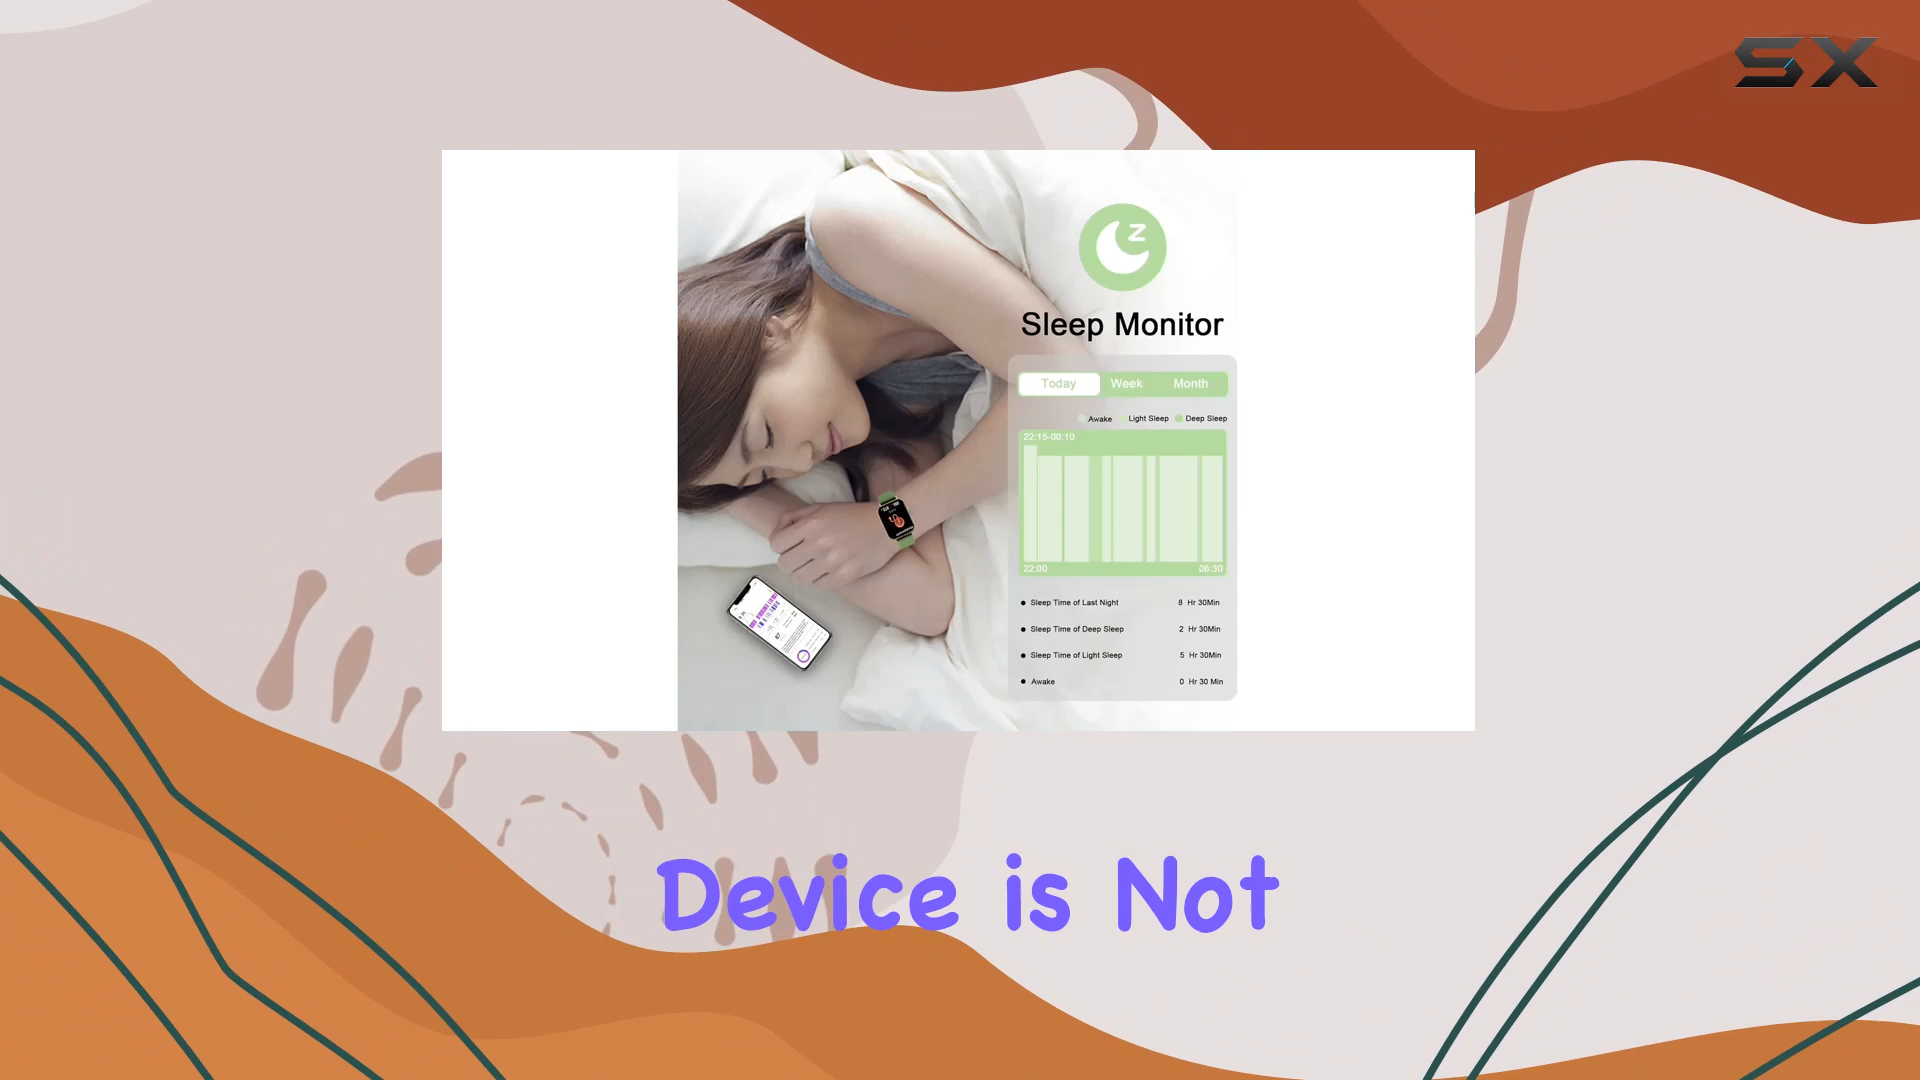 SX
Sleep Monitor
Today Week Month
Awake Light Sleep Deep Sleep
22:15-00:10
22:00 06:30
Sleep Time of Last Night 8 Hr 30Min
Sleep Time of Deep Sleep 2 Hr 30Min
Sleep Time of Light Sleep 5 Hr 30Min
Awake 0 Hr 30 Min
87
Device is Not